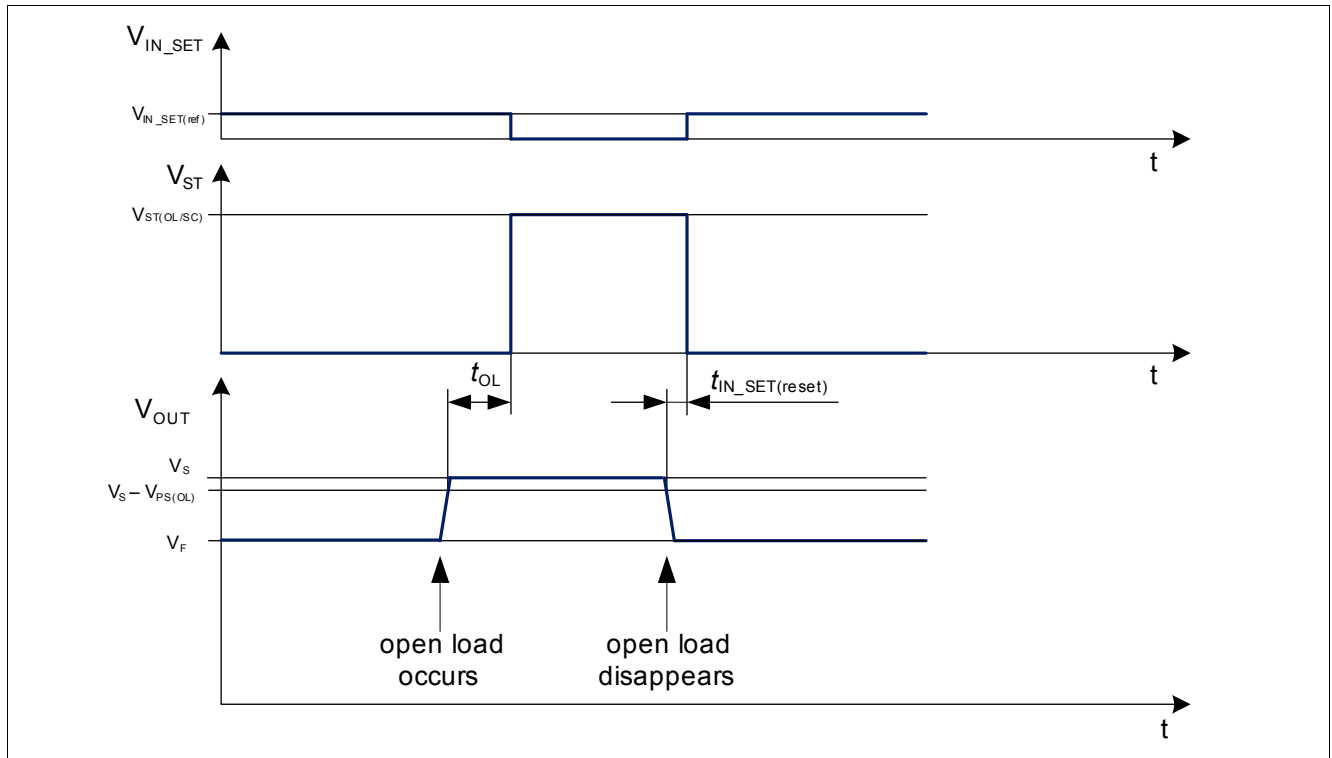 V_IN_SET
V_IN_SET(ref)
t
V_ST
V_ST(OL/SC)
t
t_OL
t_IN_SET(reset)
V_OUT
V_S
V_S – V_PS(OL)
V_F
open load
occurs
open load
disappears
t